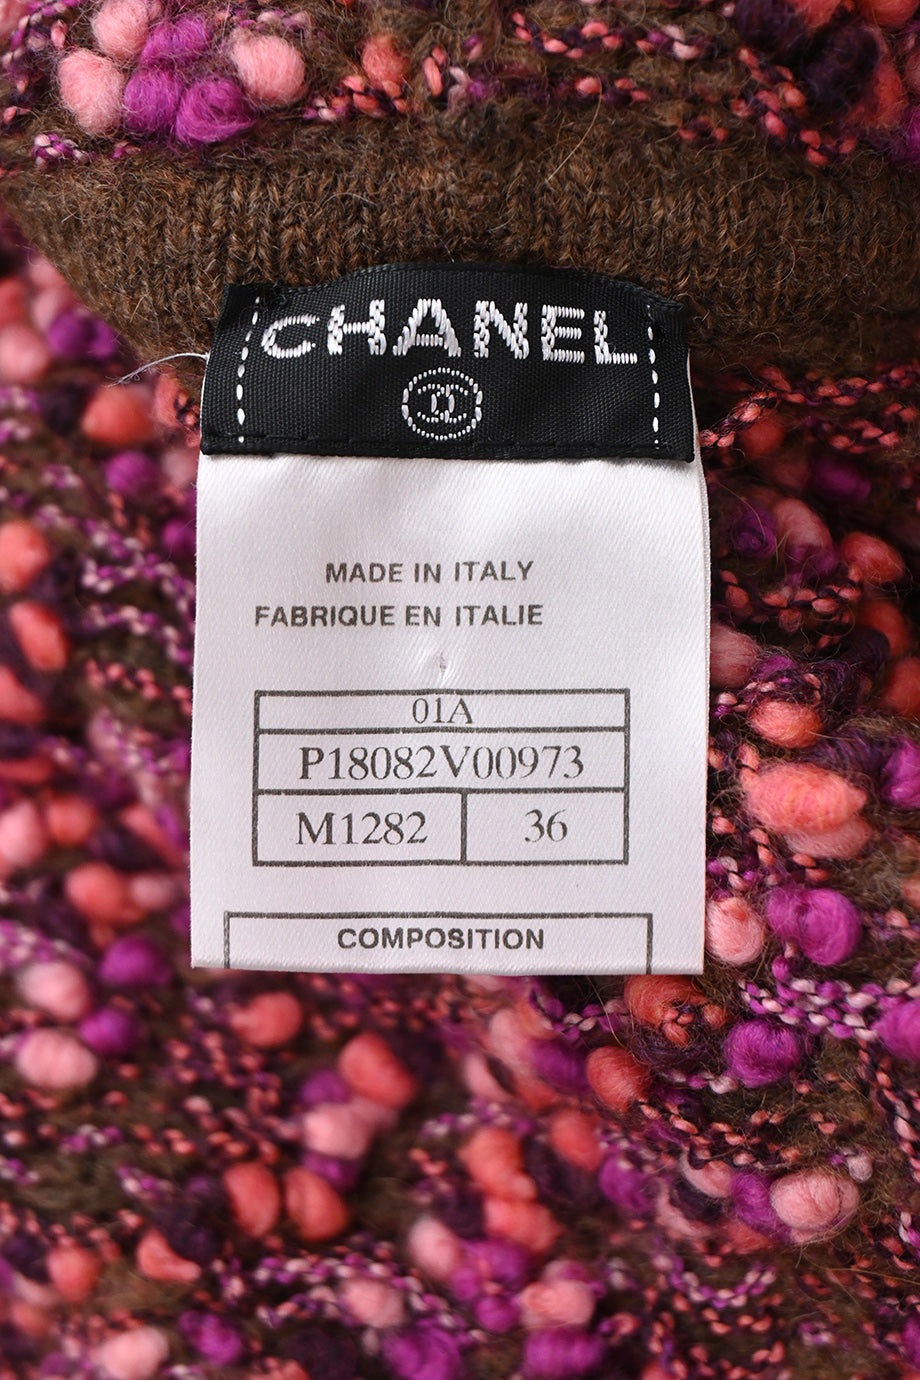 CHANEL
MADE IN ITALY
FABRIQUE EN ITALIE
01A
P18082V00973
M1282 36
COMPOSITION